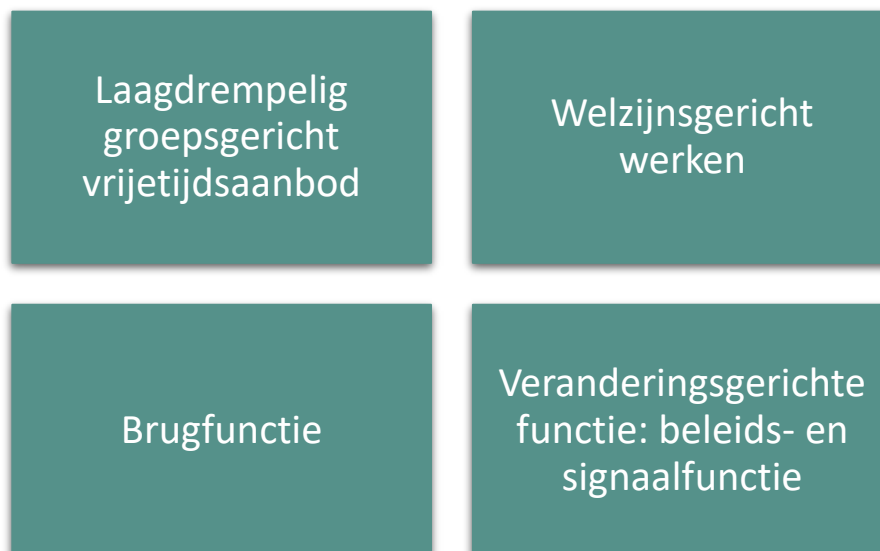 Laagdrempelig
groepsgericht
vrijetijdsaanbod
Welzijnsgericht
werken
Brugfunctie
Veranderingsgerichte
functie: beleids- en
signaalfunctie